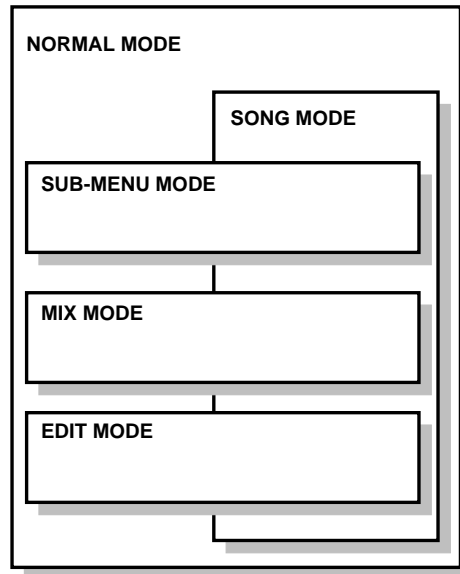 NORMAL MODE
SONG MODE
SUB-MENU MODE
MIX MODE
EDIT MODE